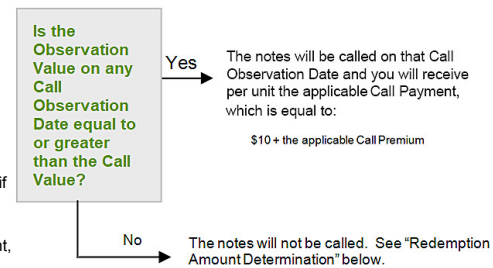 Is the
Observation
Value on any
Call
Observation
Date equal to
or greater
than the Call
Value?
Yes
The notes will be called on that Call
Observation Date and you will receive
per unit the applicable Call Payment,
which is equal to:
$10 + the applicable Call Premium
if
No
The notes will not be called. See “Redemption
Amount Determination” below.